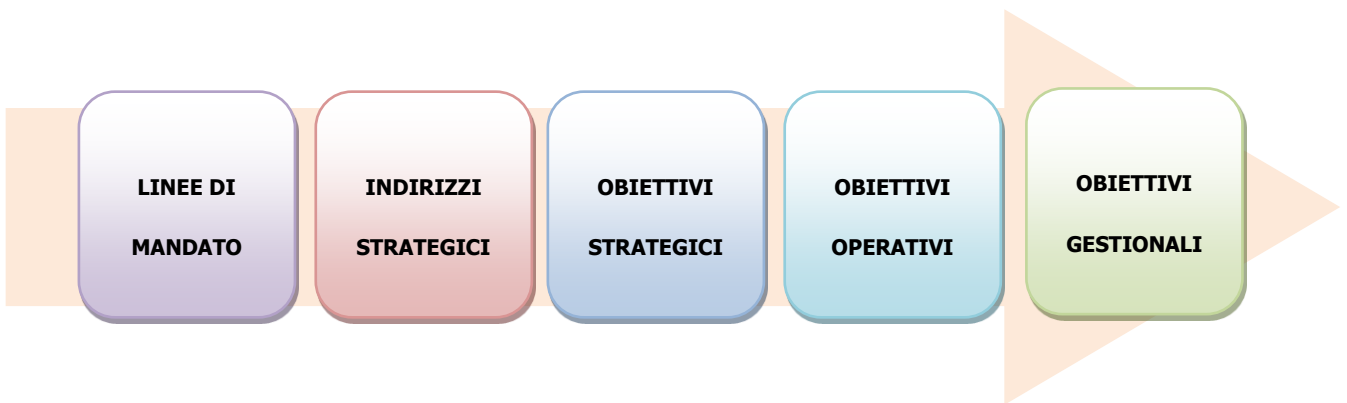 LINEE DI
MANDATO
INDIRIZZI
STRATEGICI
OBIETTIVI
STRATEGICI
OBIETTIVI
OPERATIVI
OBIETTIVI
GESTIONALI